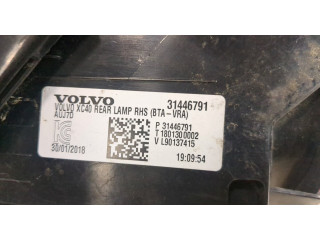 VOLVO 31446791
VOLVO XC40 REAR LAMP RHS (BTA-VRA)
AUJ7D
P 31446791
T 1801300002
V L90137415
30/01/2018
19:09:54